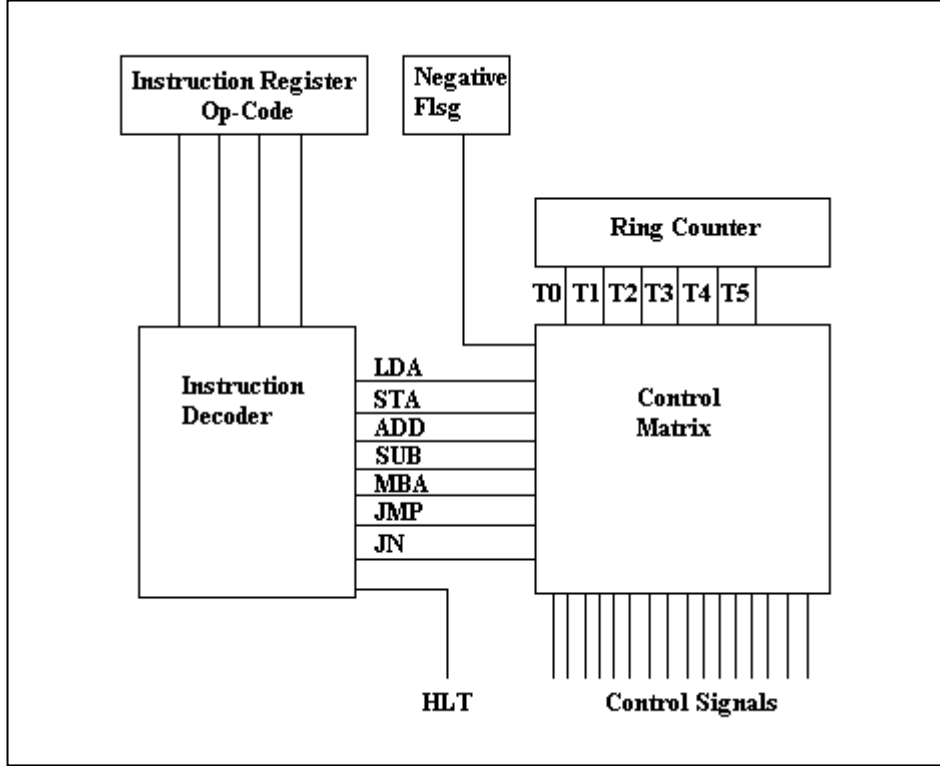 Instruction Register
Op-Code
Negative
Flsg
Ring Counter
T0 T1 T2 T3 T4 T5
Instruction
Decoder
LDA
STA
ADD
SUB
MBA
JMP
JN
Control
Matrix
HLT
Control Signals